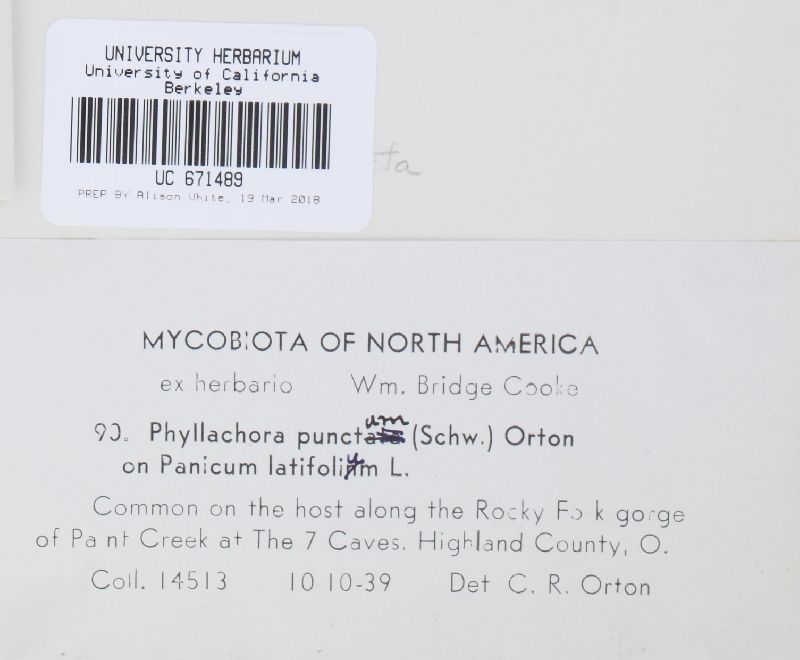 UNIVERSITY HERBARIUM
University of California
Berkeley
UC 671489
PREP BY Alison White, 19 Mar 2018
ta
MYCOBIOTA OF NORTH AMERICA
ex herbario Wm. Bridge Cooke
90. Phyllachora punctum (Schw.) Orton
on Panicum latifolium L.
Common on the host along the Rocky Fork gorge
of Paint Creek at The 7 Caves. Highland County, O.
Coll. 14513 10 10-39 Det C. R. Orton